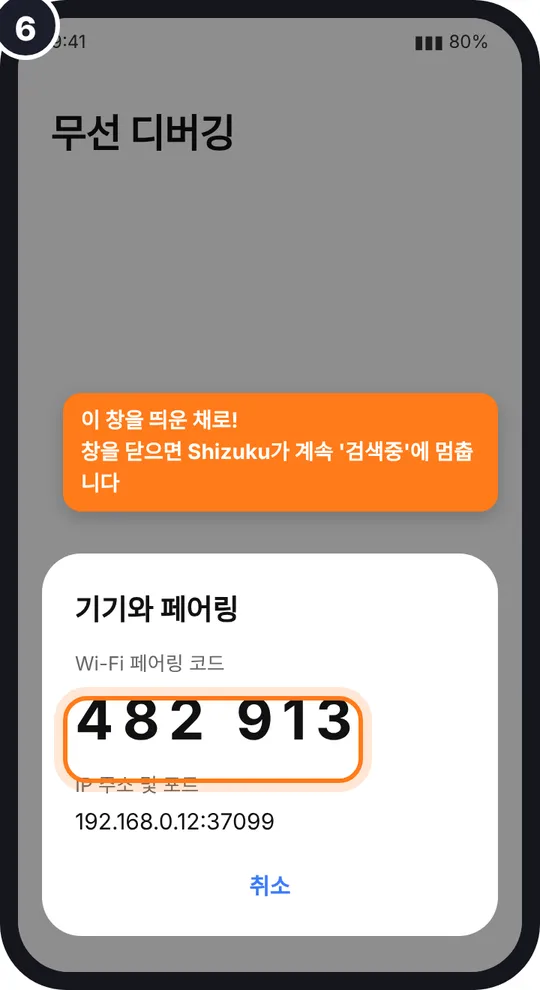 6
9:41
80%
무선 디버깅
이 창을 띄운 채로!
창을 닫으면 Shizuku가 계속 '검색중'에 멈춥
니다
기기와 페어링
Wi-Fi 페어링 코드
482 913
IP 주소 및 포트
192.168.0.12:37099
취소